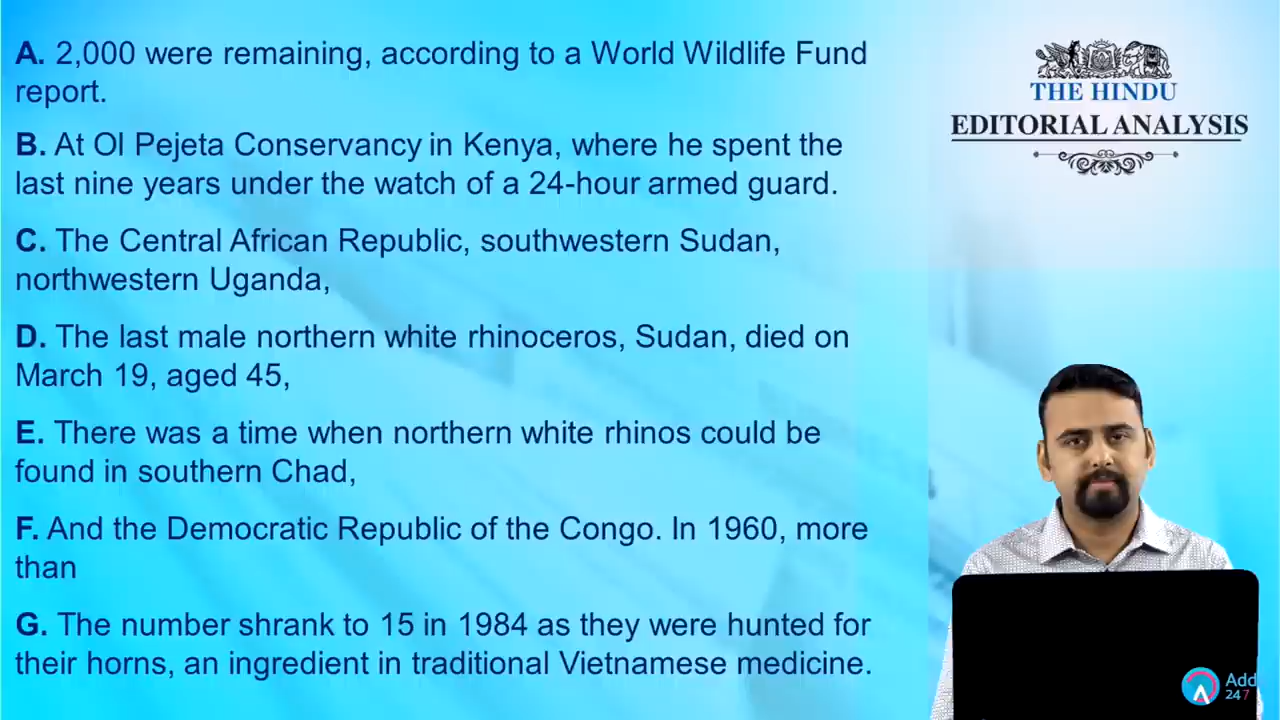 A. 2,000 were remaining, according to a World Wildlife Fund
report.
B. At Ol Pejeta Conservancy in Kenya, where he spent the
last nine years under the watch of a 24-hour armed guard.
C. The Central African Republic, southwestern Sudan,
northwestern Uganda,
D. The last male northern white rhinoceros, Sudan, died on
March 19, aged 45,
E. There was a time when northern white rhinos could be
found in southern Chad,
F. And the Democratic Republic of the Congo. In 1960, more
than
G. The number shrank to 15 in 1984 as they were hunted for
their horns, an ingredient in traditional Vietnamese medicine.
THE HINDU
EDITORIAL ANALYSIS
Add
247